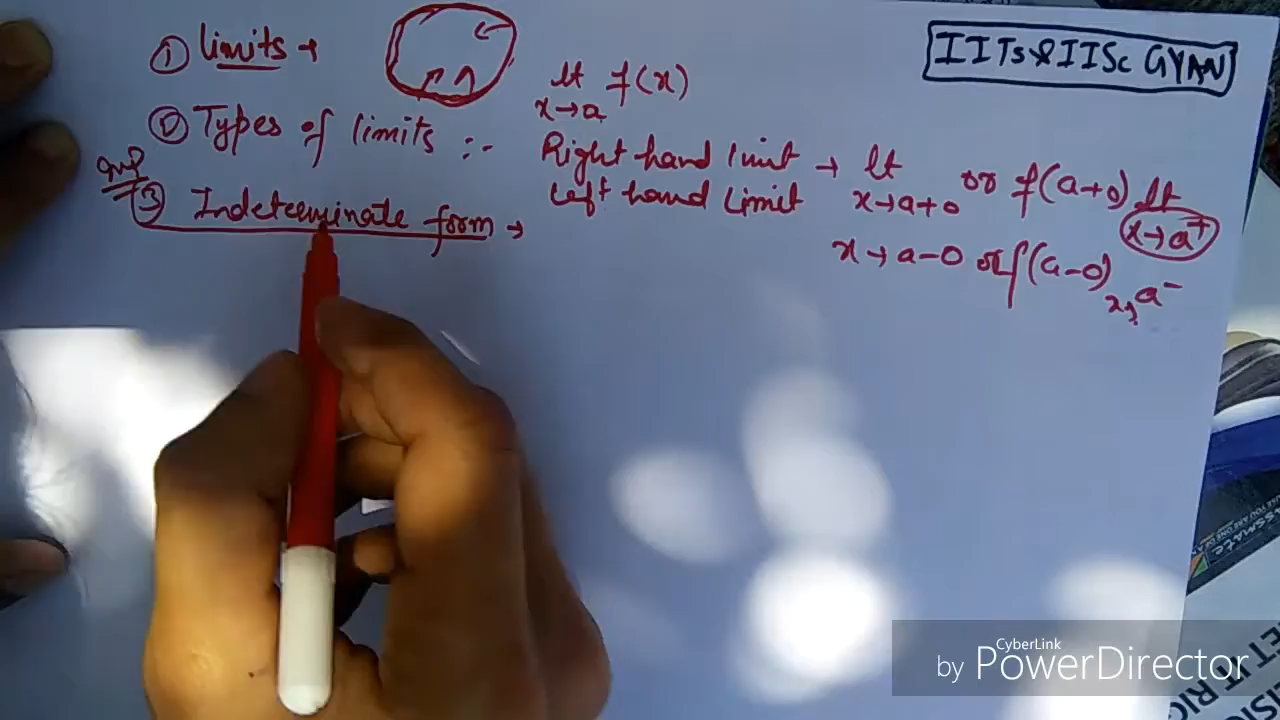 ① limits →
IITs & IISc GYAN
lt f(x)
x→a
② Types of limits :- Right hand limit → lt or f(a+0) lt
x→a+0 x→a⁺
Left hand Limit
x→a-0 or f(a-0) x→a⁻
Imp
③ Indeterminate form →
CyberLink
by PowerDirector